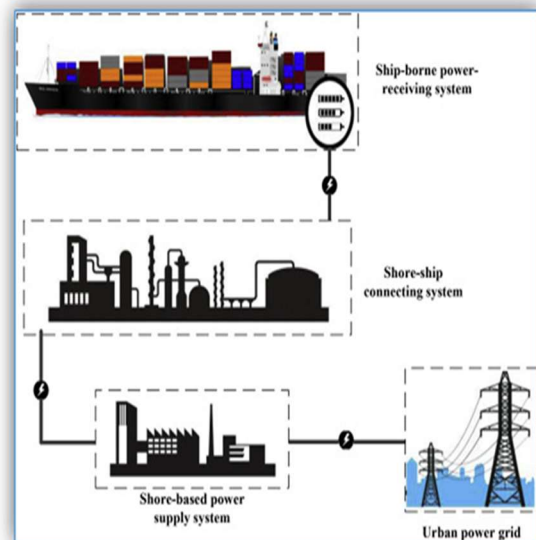 Ship-borne power-
receiving system
Shore-ship
connecting system
Shore-based power
supply system
Urban power grid